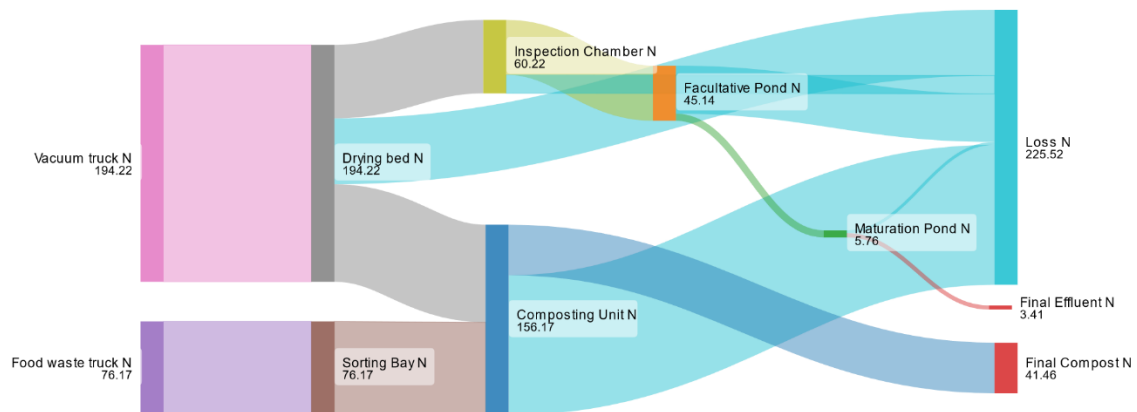 Inspection Chamber N
60.22
Facultative Pond N
45.14
Vacuum truck N
194.22
Drying bed N
194.22
Loss N
225.52
Maturation Pond N
5.76
Composting Unit N
156.17
Final Effluent N
3.41
Food waste truck N
76.17
Sorting Bay N
76.17
Final Compost N
41.46